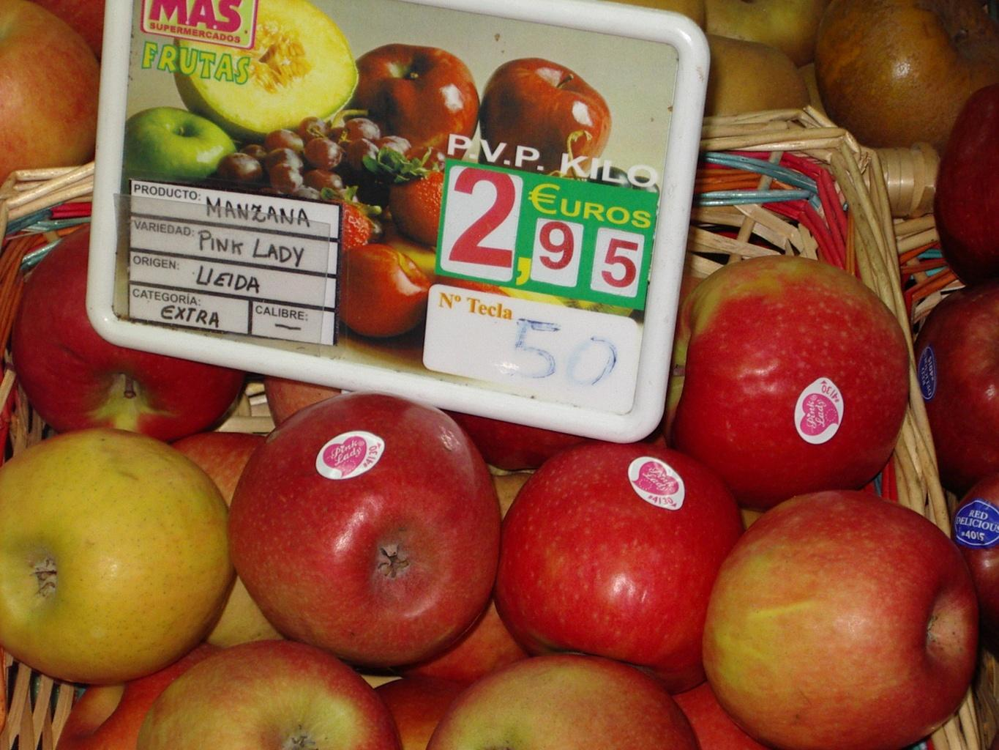 MAS
SUPERMERCADOS
FRUTAS
P.V.P. KILO
2,95 €UROS
PRODUCTO: MANZANA
VARIEDAD: PINK LADY
ORIGEN: LLEIDA
CATEGORÍA: EXTRA
CALIBRE: —
Nº Tecla
50
Pink Lady®
#4130
Pink Lady
#4130
Pink Lady
#4130
RED
DELICIOUS
#4015
#4015